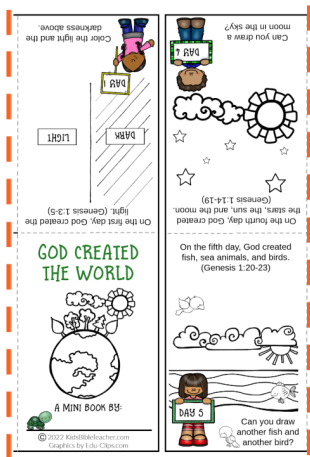 Color the light and the
darkness above.
DAY 1
LIGHT
DARK
On the first day, God created the
light. (Genesis 1:3-5)
Can you draw a
moon in the sky?
DAY 4
On the fourth day, God created
the stars, the sun, and the moon.
(Genesis 1:14-19)
GOD CREATED
THE WORLD
A MINI BOOK BY:
©2022 KidsBibleTeacher.com
Graphics by Edu-Clips.com
On the fifth day, God created
fish, sea animals, and birds.
(Genesis 1:20-23)
DAY 5
Can you draw
another fish and
another bird?